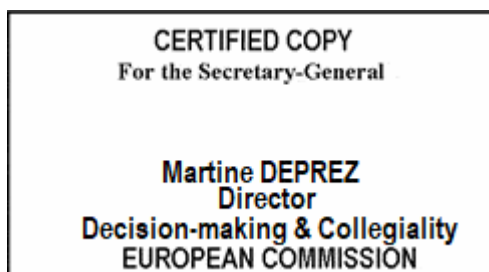 CERTIFIED COPY
For the Secretary-General
Martine DEPREZ
Director
Decision-making & Collegiality
EUROPEAN COMMISSION